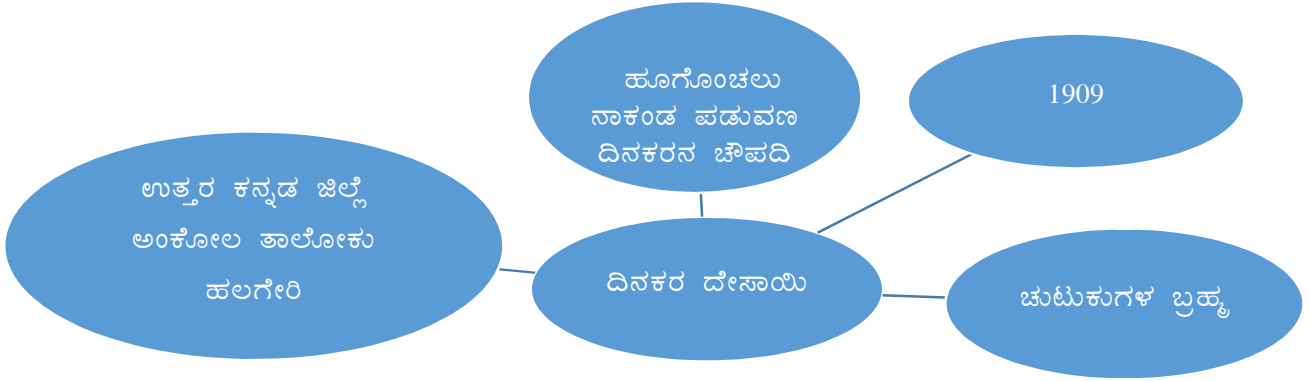 ಹೂಗೊಂಚಲು
ನಾಕಂಡ ಪಡುವಣ
ದಿನಕರನ ಚೌಪದಿ
1909
ಉತ್ತರ ಕನ್ನಡ ಜಿಲ್ಲೆ
ಅಂಕೋಲ ತಾಲೋಕು
ಹಲಗೇರಿ
ದಿನಕರ ದೇಸಾಯಿ
ಚುಟುಕುಗಳ ಬ್ರಹ್ಮ